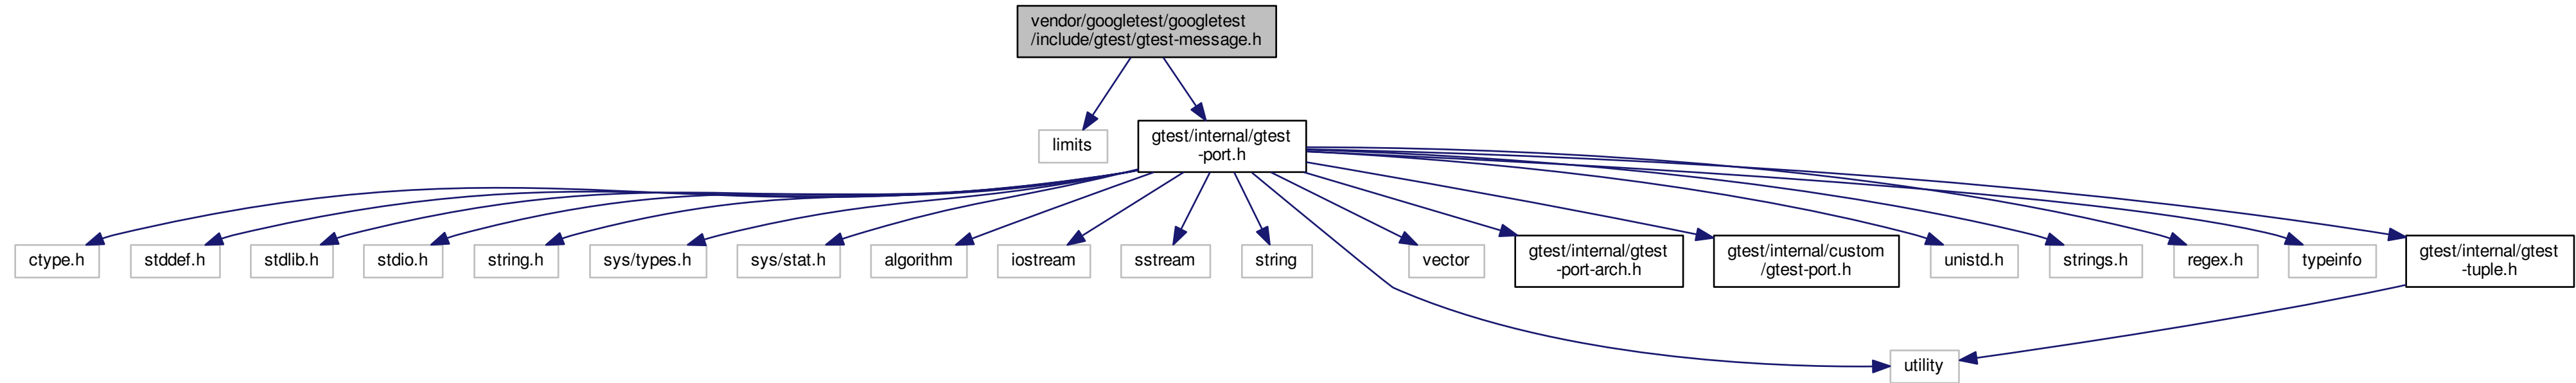 vendor/googletest/googletest
/include/gtest/gtest-message.h
limits
gtest/internal/gtest
-port.h
ctype.h
stddef.h
stdlib.h
stdio.h
string.h
sys/types.h
sys/stat.h
algorithm
iostream
sstream
string
vector
gtest/internal/gtest
-port-arch.h
gtest/internal/custom
/gtest-port.h
unistd.h
strings.h
regex.h
typeinfo
gtest/internal/gtest
-tuple.h
utility